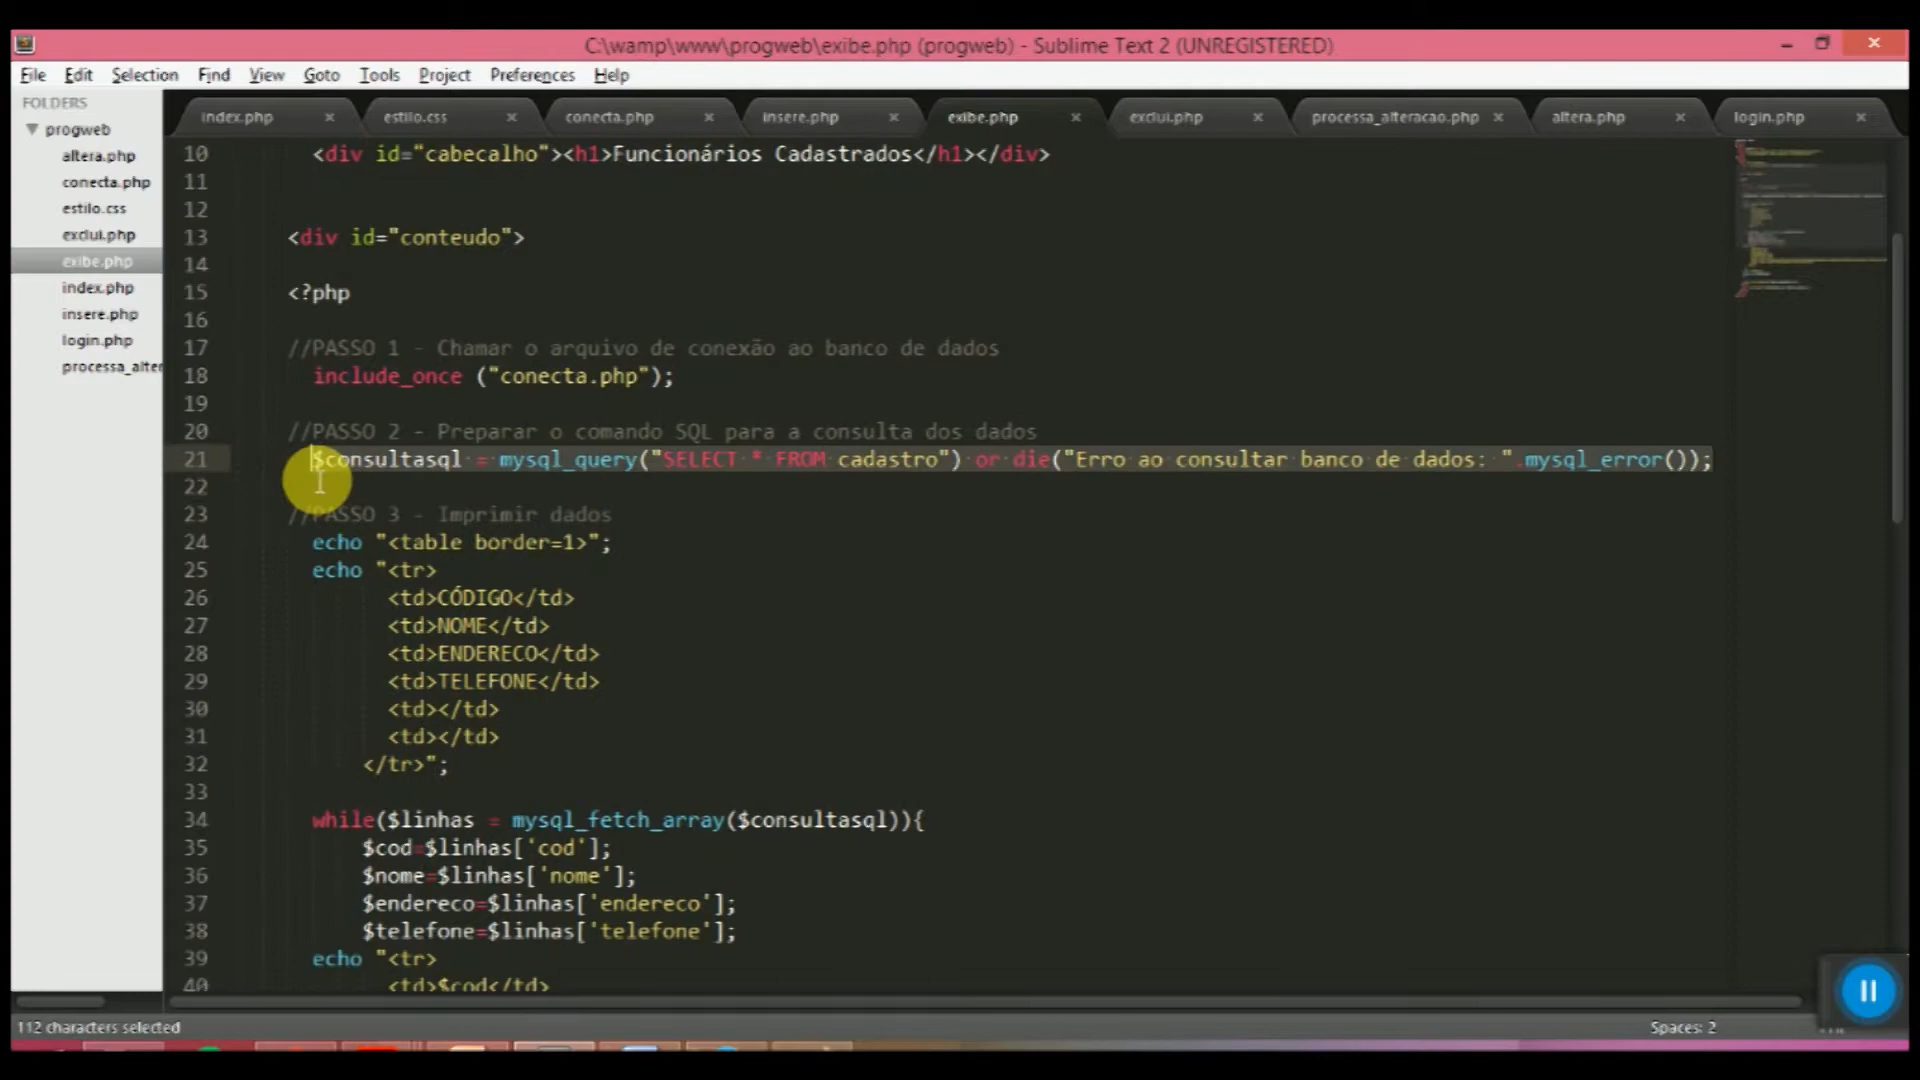 C:\wamp\www\progweb\exibe.php (progweb) - Sublime Text 2 (UNREGISTERED)
File Edit Selection Find View Goto Tools Project Preferences Help
FOLDERS
progweb
altera.php
conecta.php
estilo.css
exclui.php
exibe.php
index.php
insere.php
login.php
processa_alter
index.php × estilo.css × conecta.php × insere.php × exibe.php × exclui.php × processa_alteracao.php × altera.php × login.php ×
10 <div id="cabecalho"><h1>Funcionários Cadastrados</h1></div>
11
12
13 <div id="conteudo">
14
15 <?php
16
17 //PASSO 1 - Chamar o arquivo de conexão ao banco de dados
18 include_once ("conecta.php");
19
20 //PASSO 2 - Preparar o comando SQL para a consulta dos dados
21 $consultasql = mysql_query("SELECT * FROM cadastro") or die("Erro ao consultar banco de dados: ".mysql_error());
22
23 //PASSO 3 - Imprimir dados
24 echo "<table border=1>";
25 echo "<tr>
26 <td>CÓDIGO</td>
27 <td>NOME</td>
28 <td>ENDERECO</td>
29 <td>TELEFONE</td>
30 <td></td>
31 <td></td>
32 </tr>";
33
34 while($linhas = mysql_fetch_array($consultasql)){
35 $cod=$linhas['cod'];
36 $nome=$linhas['nome'];
37 $endereco=$linhas['endereco'];
38 $telefone=$linhas['telefone'];
39 echo "<tr>
40 <td>$cod</td>
112 characters selected
Spaces: 2